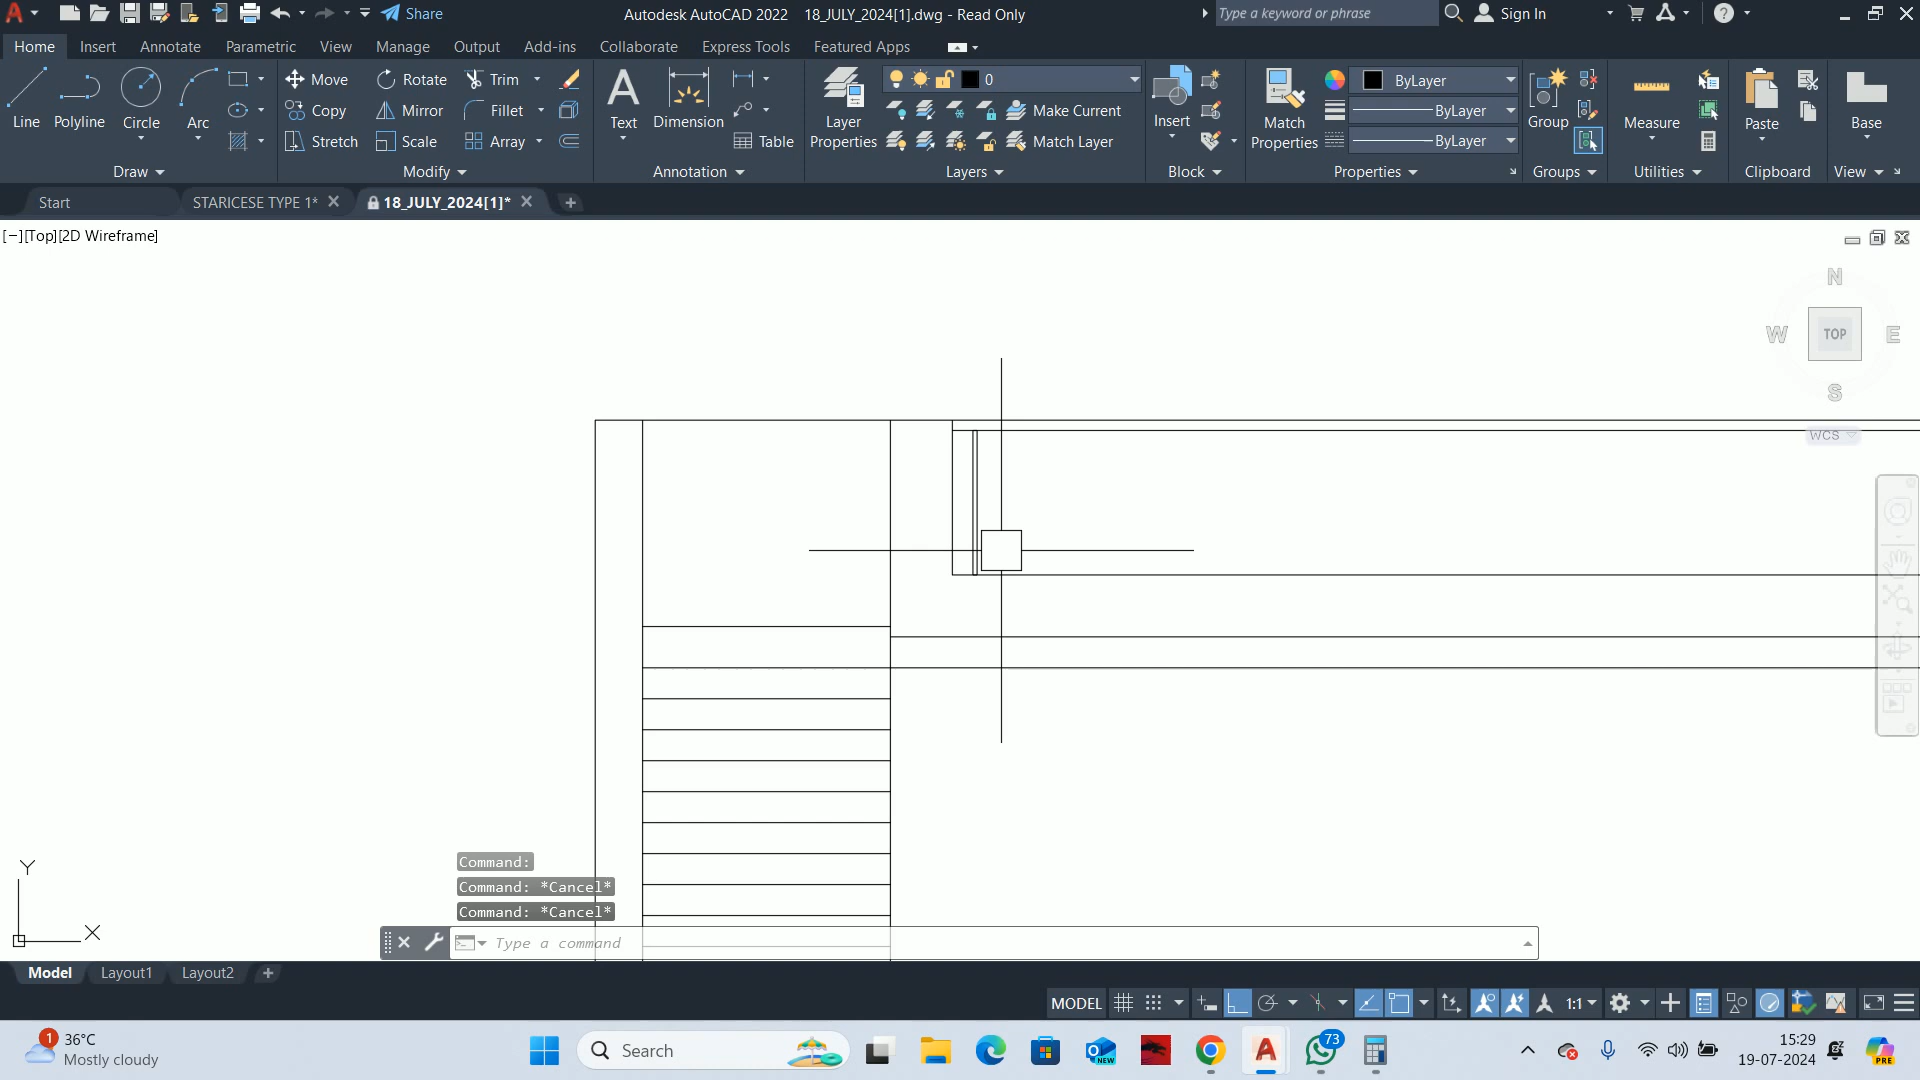 Share
Autodesk AutoCAD 2022 18_JULY_2024[1].dwg - Read Only
Type a keyword or phrase
Sign In
Home Insert Annotate Parametric View Manage Output Add-ins Collaborate Express Tools Featured Apps
Line Polyline Circle Arc
Move Rotate Trim
Copy Mirror Fillet
Stretch Scale Array
Text Dimension Table
Layer Properties
0
Make Current
Match Layer
Insert
Match Properties
ByLayer
ByLayer
ByLayer
Group
Measure
Paste
Base
Draw Modify Annotation Layers Block Properties Groups Utilities Clipboard View
Start STARICESE TYPE 1* 18_JULY_2024[1]*
[−][Top][2D Wireframe]
N
W TOP E
S
WCS
Y
X
Command:
Command: *Cancel*
Command: *Cancel*
Type a command
Model Layout1 Layout2
MODEL 1:1
1 36°C
Mostly cloudy
Search
NEW
73
15:29
19-07-2024
PRE